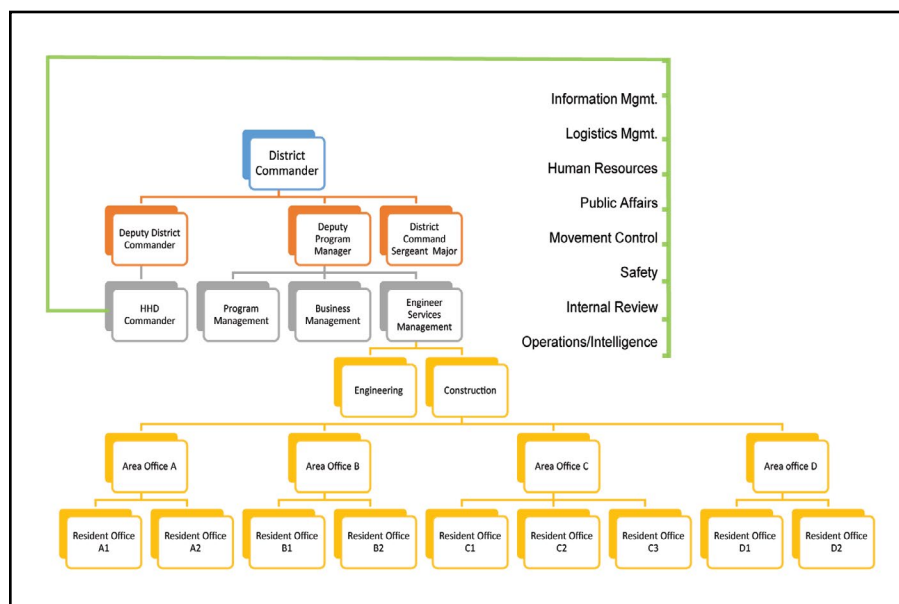 Information Mgmt.
Logistics Mgmt.
Human Resources
Public Affairs
Movement Control
Safety
Internal Review
Operations/Intelligence
District
Commander
Deputy District
Commander
Deputy
Program
Manager
District
Command
Sergeant Major
HHD
Commander
Program
Management
Business
Management
Engineer
Services
Management
Engineering
Construction
Area Office A
Area Office B
Area Office C
Area office D
Resident Office
A1
Resident Office
A2
Resident Office
B1
Resident Office
B2
Resident Office
C1
Resident Office
C2
Resident Office
C3
Resident Office
D1
Resident Office
D2